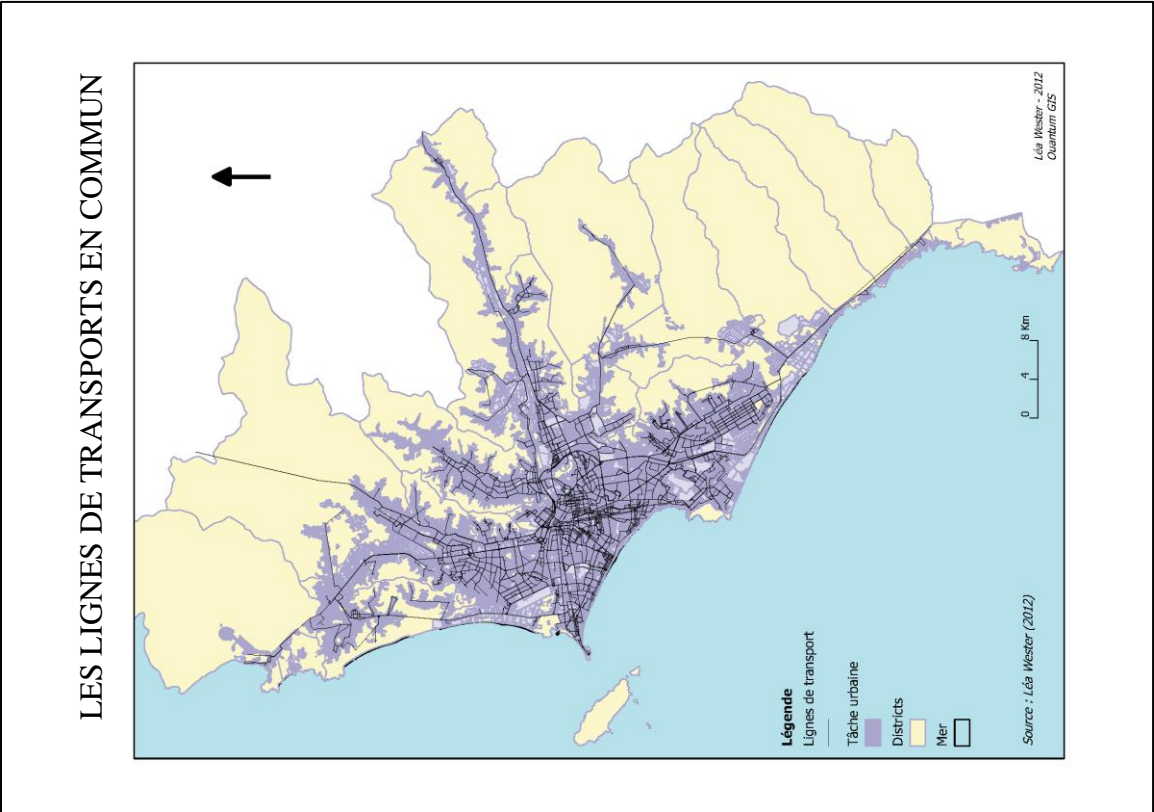 LES LIGNES DE TRANSPORTS EN COMMUN
Léa Wester - 2012
Quantum GIS
0 4 8 Km
Légende
Lignes de transport
Tâche urbaine
Districts
Mer
Source : Léa Wester (2012)